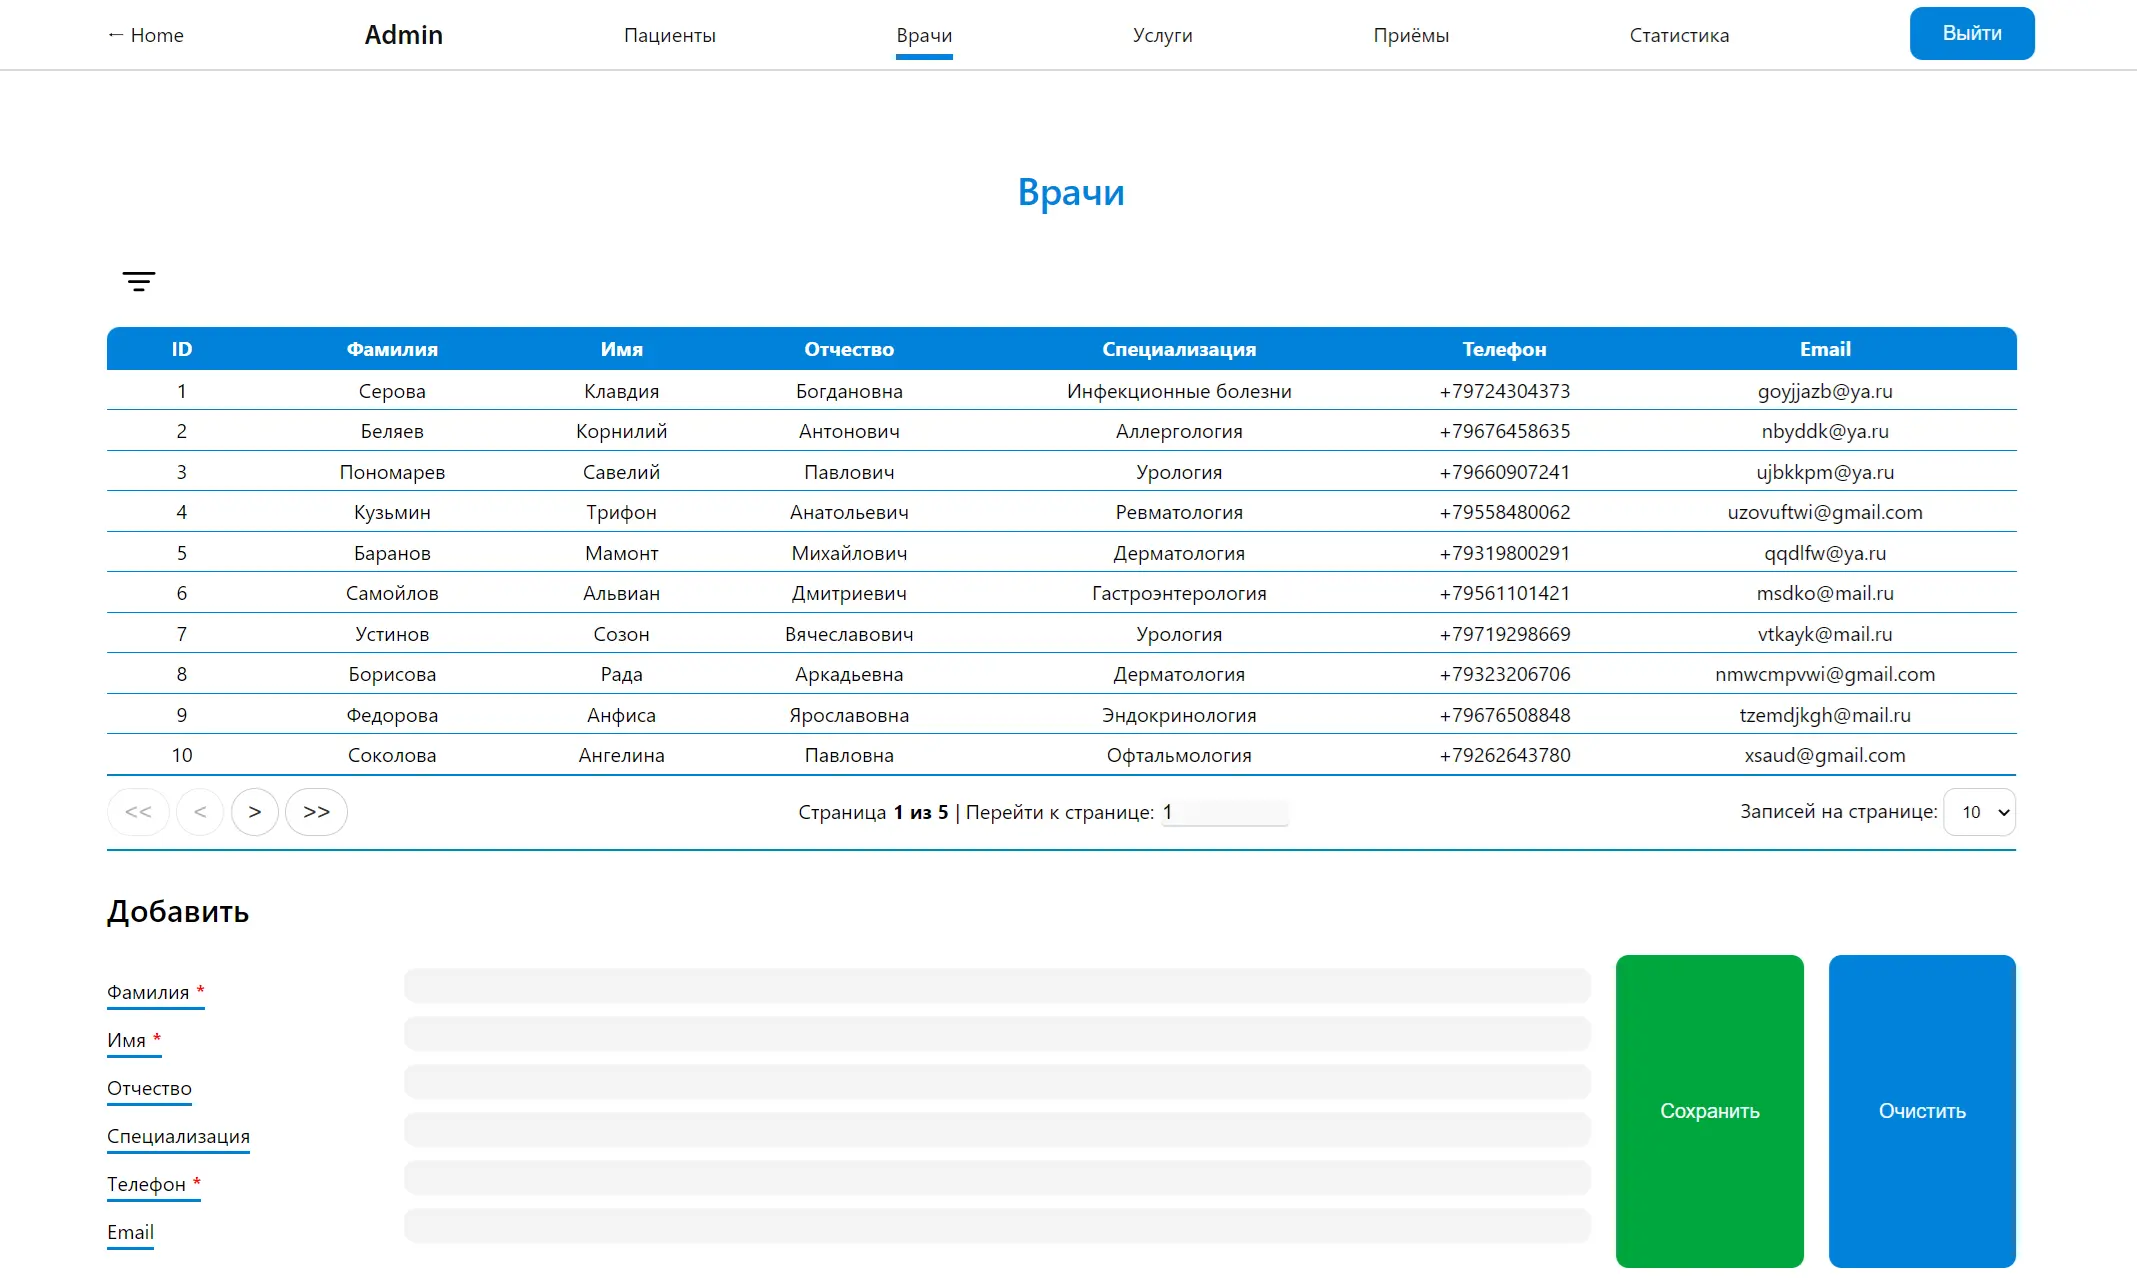 ← Home Admin Пациенты Врачи Услуги Приёмы Статистика Выйти
Врачи
ID Фамилия Имя Отчество Специализация Телефон Email
1 Серова Клавдия Богдановна Инфекционные болезни +79724304373 goyjjazb@ya.ru
2 Беляев Корнилий Антонович Аллергология +79676458635 nbyddk@ya.ru
3 Пономарев Савелий Павлович Урология +79660907241 ujbkkpm@ya.ru
4 Кузьмин Трифон Анатольевич Ревматология +79558480062 uzovuftwi@gmail.com
5 Баранов Мамонт Михайлович Дерматология +79319800291 qqdlfw@ya.ru
6 Самойлов Альвиан Дмитриевич Гастроэнтерология +79561101421 msdko@mail.ru
7 Устинов Созон Вячеславович Урология +79719298669 vtkayk@mail.ru
8 Борисова Рада Аркадьевна Дерматология +79323206706 nmwcmpvwi@gmail.com
9 Федорова Анфиса Ярославовна Эндокринология +79676508848 tzemdjkgh@mail.ru
10 Соколова Ангелина Павловна Офтальмология +79262643780 xsaud@gmail.com
<< < > >> Страница 1 из 5 | Перейти к странице: 1 Записей на странице: 10
Добавить
Фамилия *
Имя *
Отчество
Специализация
Телефон *
Email
Сохранить Очистить